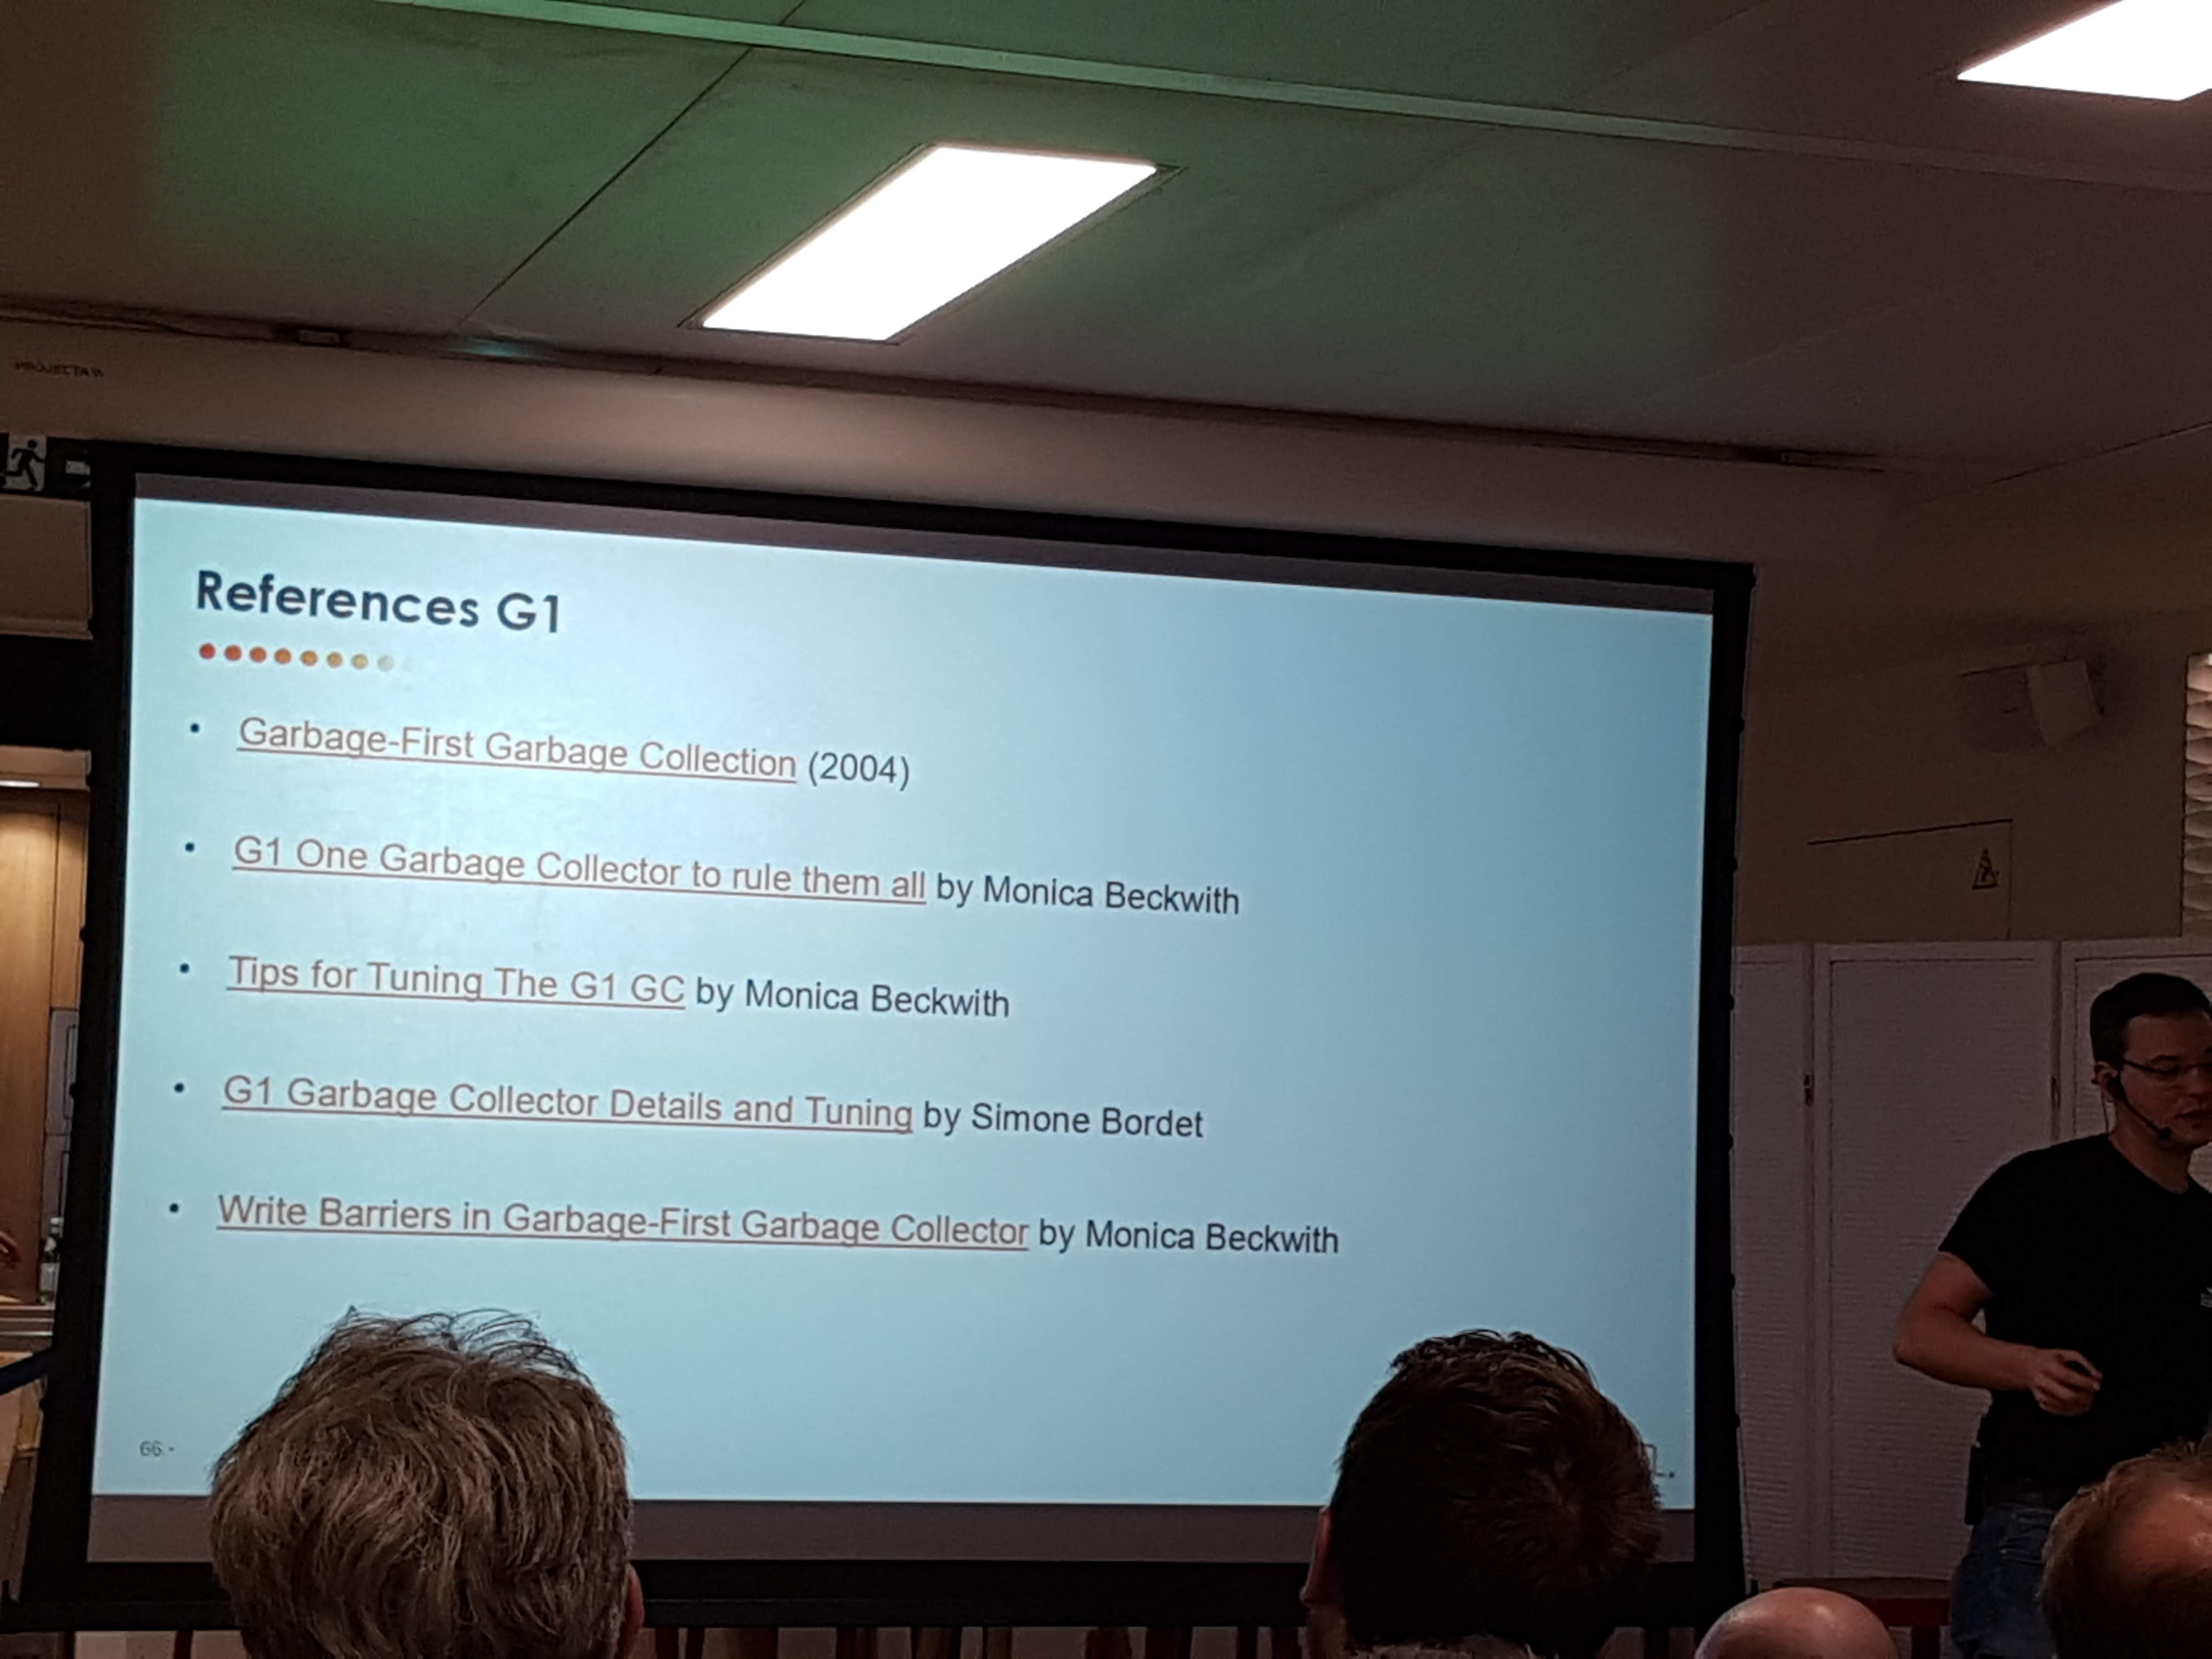 References G1
• Garbage-First Garbage Collection (2004)
• G1 One Garbage Collector to rule them all by Monica Beckwith
• Tips for Tuning The G1 GC by Monica Beckwith
• G1 Garbage Collector Details and Tuning by Simone Bordet
• Write Barriers in Garbage-First Garbage Collector by Monica Beckwith
66 -